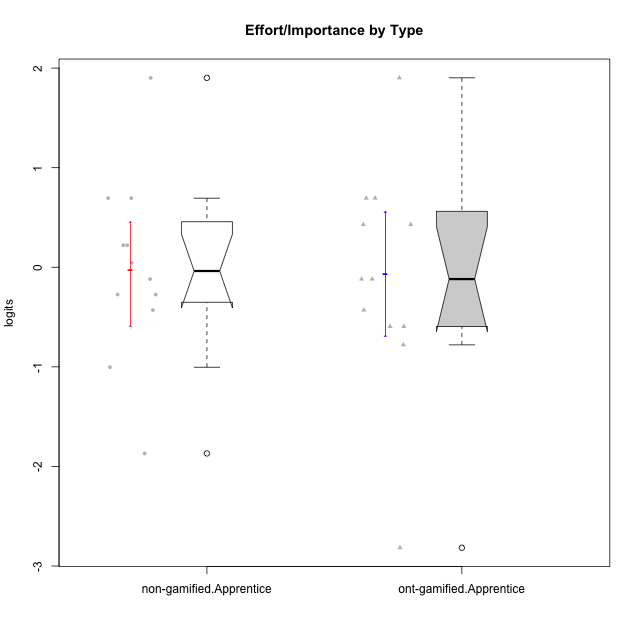 Effort/Importance by Type
2
1
0
-1
-2
-3
logits
non-gamified.Apprentice
ont-gamified.Apprentice